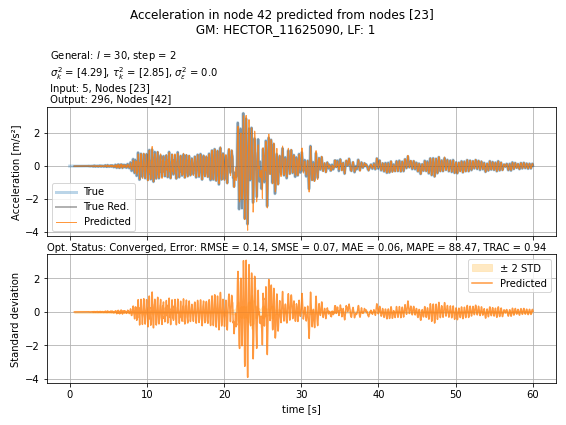 Acceleration in node 42 predicted from nodes [23]
GM: HECTOR_11625090, LF: 1
General: l = 30, step = 2
σ²ₖ = [4.29], τ²ₖ = [2.85], σ²ε = 0.0
Input: 5, Nodes [23]
Output: 296, Nodes [42]
Acceleration [m/s²]
2
0
−2
−4
True
True Red.
Predicted
Opt. Status: Converged, Error: RMSE = 0.14, SMSE = 0.07, MAE = 0.06, MAPE = 88.47, TRAC = 0.94
Standard deviation
2
0
−2
−4
± 2 STD
Predicted
0 10 20 30 40 50 60
time [s]